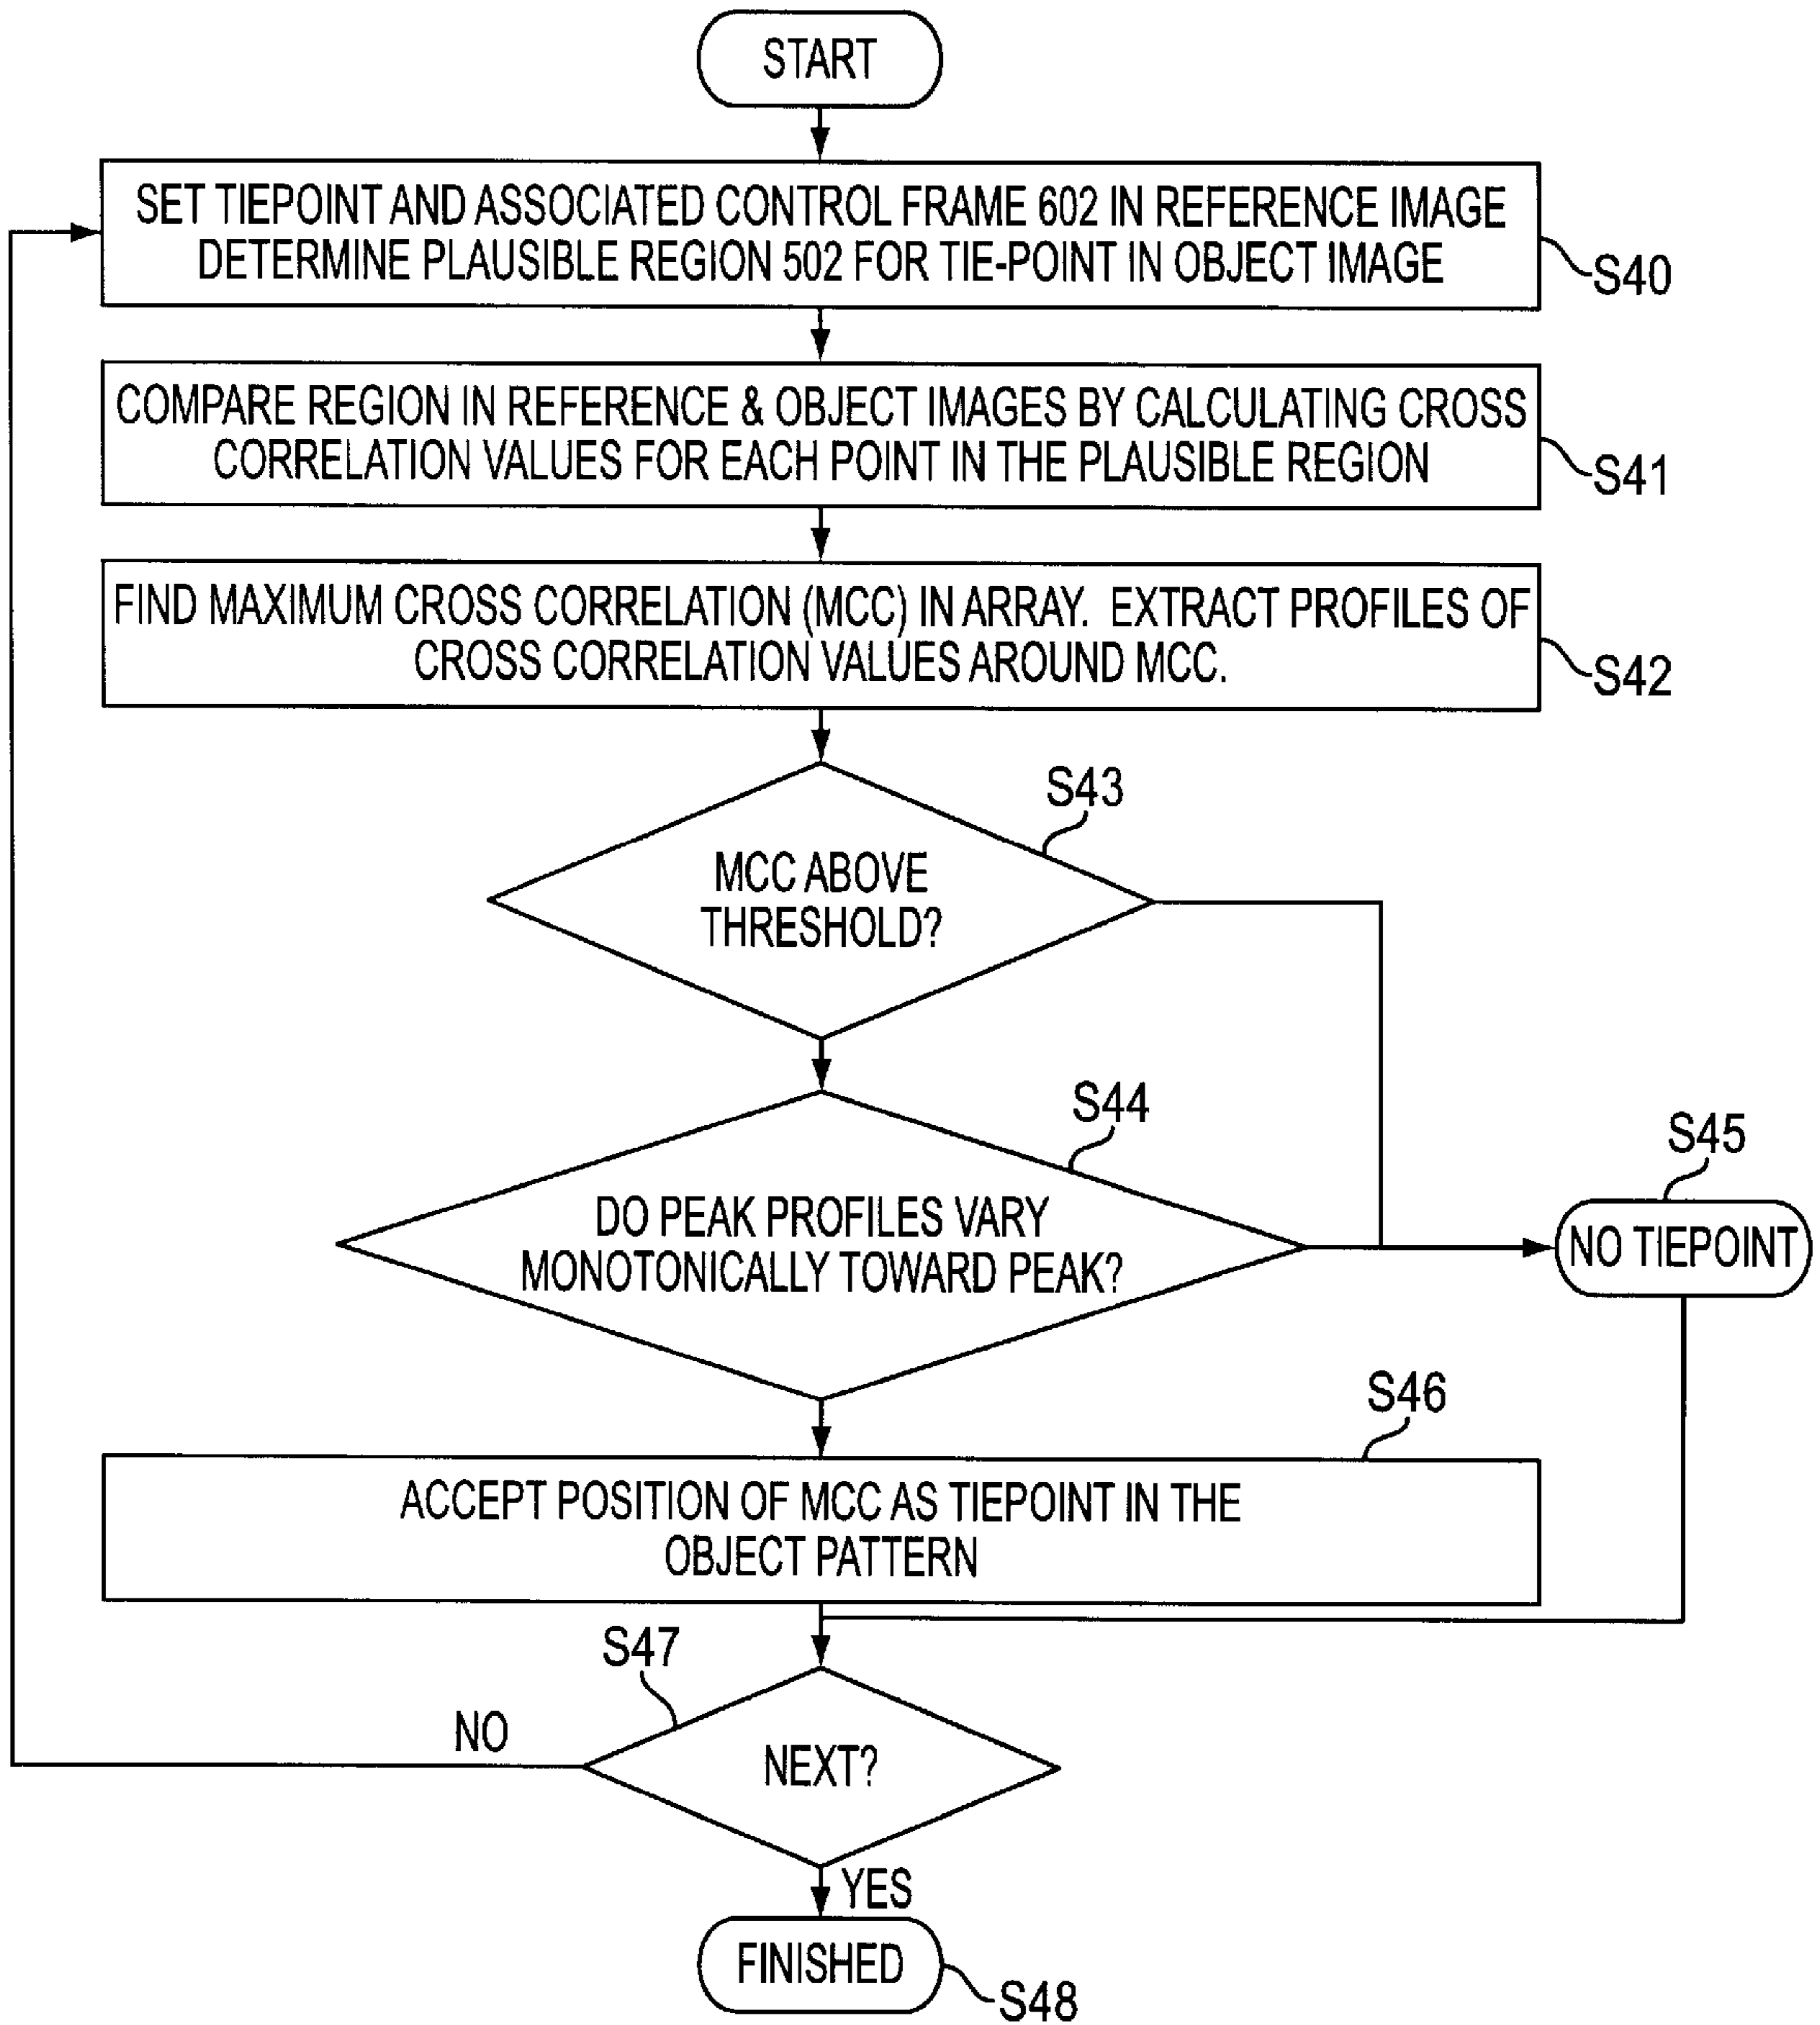 START
SET TIEPOINT AND ASSOCIATED CONTROL FRAME 602 IN REFERENCE IMAGE
DETERMINE PLAUSIBLE REGION 502 FOR TIE-POINT IN OBJECT IMAGE
S40
COMPARE REGION IN REFERENCE & OBJECT IMAGES BY CALCULATING CROSS
CORRELATION VALUES FOR EACH POINT IN THE PLAUSIBLE REGION
S41
FIND MAXIMUM CROSS CORRELATION (MCC) IN ARRAY. EXTRACT PROFILES OF
CROSS CORRELATION VALUES AROUND MCC.
S42
S43
MCC ABOVE
THRESHOLD?
S44
DO PEAK PROFILES VARY
MONOTONICALLY TOWARD PEAK?
S45
NO TIEPOINT
S46
ACCEPT POSITION OF MCC AS TIEPOINT IN THE
OBJECT PATTERN
S47
NO
NEXT?
YES
FINISHED
S48